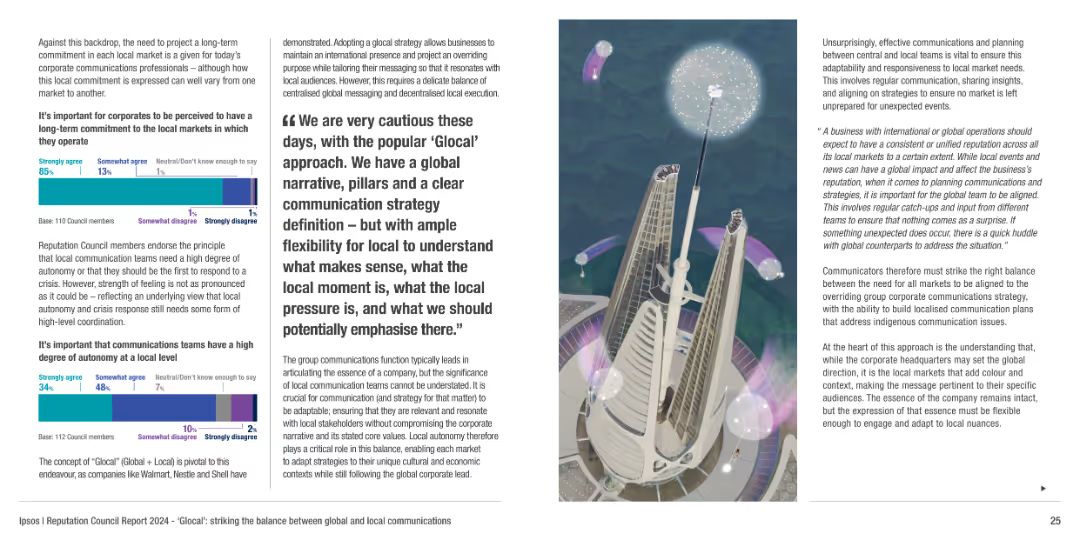 Against this backdrop, the need to project a long-term
commitment in each local market is a given for today's
corporate communications professionals – although how
this local commitment is expressed can well vary from one
market to another.
It's important for corporates to be perceived to have a
long-term commitment to the local markets in which
they operate
Strongly agree Somewhat agree Neutral/Don't know enough to say
85% 13% 1%
1% 1%
Base: 110 Council members Somewhat disagree Strongly disagree
Reputation Council members endorse the principle
that local communication teams need a high degree of
autonomy or that they should be the first to respond to a
crisis. However, strength of feeling is not as pronounced
as it could be – reflecting an underlying view that local
autonomy and crisis response still needs some form of
high-level coordination.
It's important that communications teams have a high
degree of autonomy at a local level
Strongly agree Somewhat agree Neutral/Don't know enough to say
34% 48% 7%
10% 2%
Base: 112 Council members Somewhat disagree Strongly disagree
The concept of "Glocal" (Global + Local) is pivotal to this
endeavour, as companies like Walmart, Nestle and Shell have
demonstrated. Adopting a glocal strategy allows businesses to
maintain an international presence and project an overriding
purpose while tailoring their messaging so that it resonates with
local audiences. However, this requires a delicate balance of
centralised global messaging and decentralised local execution.
“ We are very cautious these
days, with the popular ‘Glocal’
approach. We have a global
narrative, pillars and a clear
communication strategy
definition – but with ample
flexibility for local to understand
what makes sense, what the
local moment is, what the local
pressure is, and what we should
potentially emphasise there.”
The group communications function typically leads in
articulating the essence of a company, but the significance
of local communication teams cannot be understated. It is
crucial for communication (and strategy for that matter) to
be adaptable; ensuring that they are relevant and resonate
with local stakeholders without compromising the corporate
narrative and its stated core values. Local autonomy therefore
plays a critical role in this balance, enabling each market
to adapt strategies to their unique cultural and economic
contexts while still following the global corporate lead.
Unsurprisingly, effective communications and planning
between central and local teams is vital to ensure this
adaptability and responsiveness to local market needs.
This involves regular communication, sharing insights,
and aligning on strategies to ensure no market is left
unprepared for unexpected events.
“ A business with international or global operations should
expect to have a consistent or unified reputation across all
its local markets to a certain extent. While local events and
news can have a global impact and affect the business's
reputation, when it comes to planning communications and
strategies, it is important for the global team to be aligned.
This involves regular catch-ups and input from different
teams to ensure that nothing comes as a surprise. If
something unexpected does occur, there is a quick huddle
with global counterparts to address the situation.”
Communicators therefore must strike the right balance
between the need for all markets to be aligned to the
overriding group corporate communications strategy,
with the ability to build localised communication plans
that address indigenous communication issues.
At the heart of this approach is the understanding that,
while the corporate headquarters may set the global
direction, it is the local markets that add colour and
context, making the message pertinent to their specific
audiences. The essence of the company remains intact,
but the expression of that essence must be flexible
enough to engage and adapt to local nuances.
Ipsos | Reputation Council Report 2024 - ‘Glocal’: striking the balance between global and local communications
25